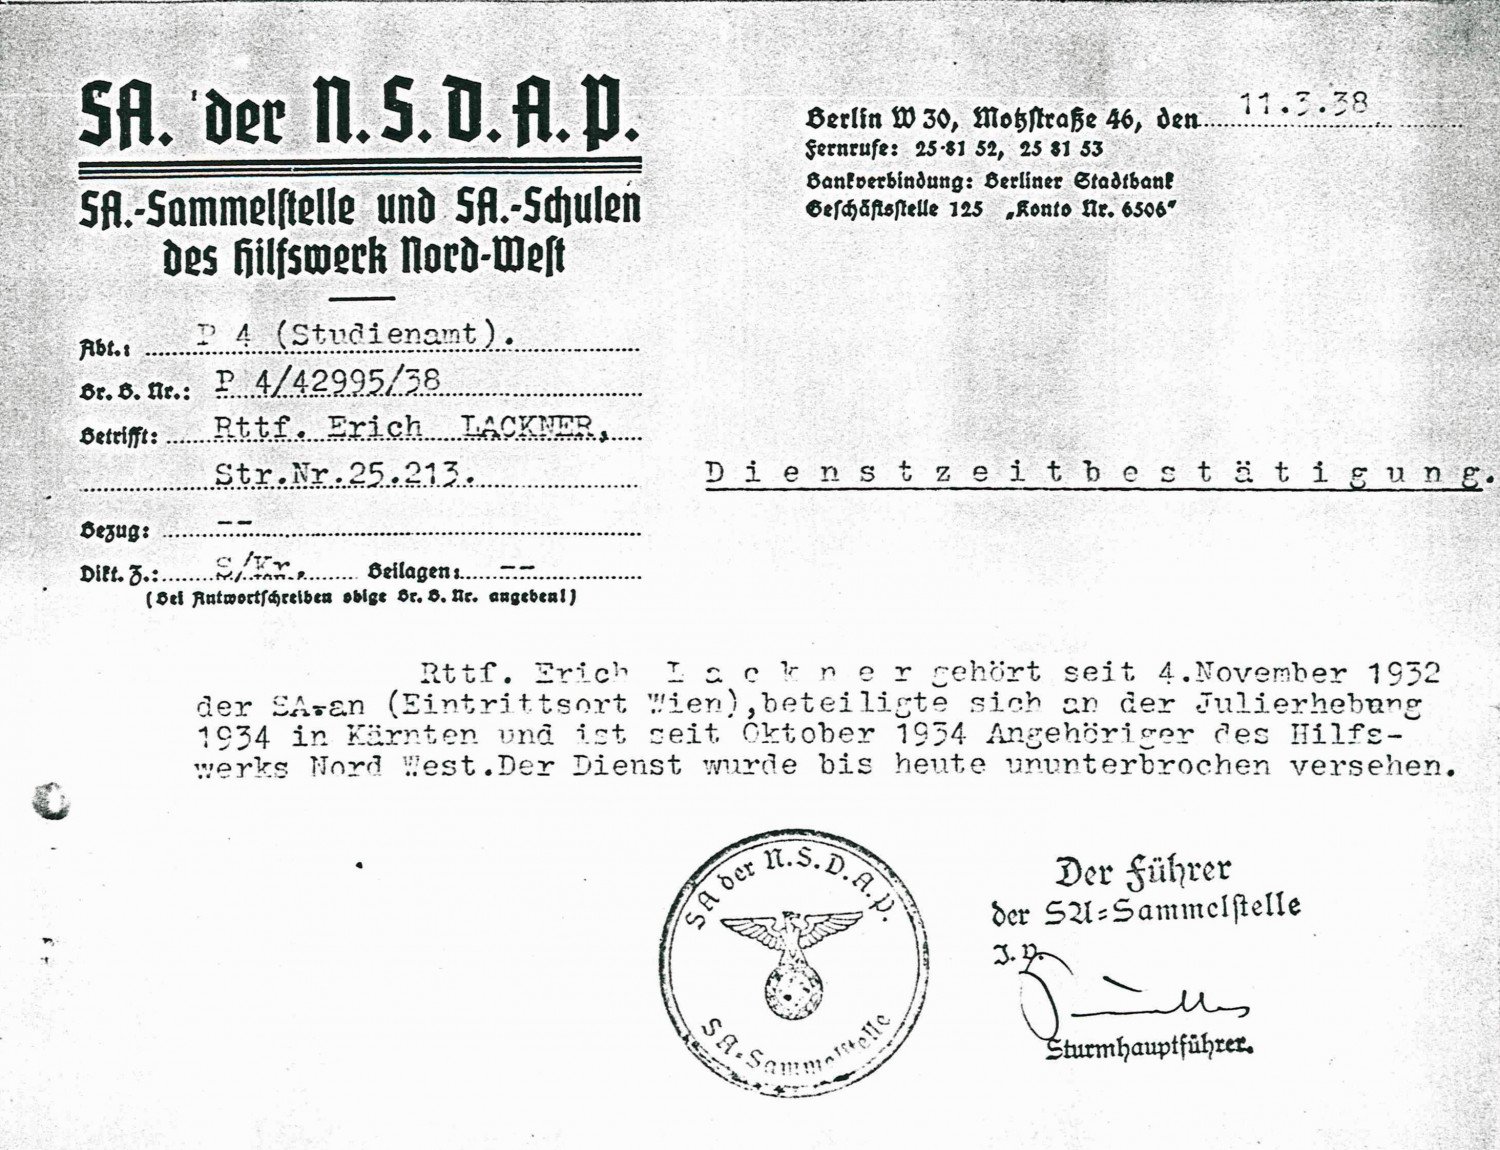 SA. der N.S.D.A.P.
SA.-Sammelstelle und SA.-Schulen
des Hilfswerk Nord-West
Berlin W 30, Motzstraße 46, den 11.3.38
Fernrufe: 25 81 52, 25 81 53
Bankverbindung: Berliner Stadtbank
Geschäftsstelle 125 „Konto Nr. 6506"
Abt.: P 4 (Studienamt).
Br. B. Nr.: P 4/42995/38
Betrifft: Rttf. Erich LACKNER,
Str.Nr.25.213.
D i e n s t z e i t b e s t ä t i g u n g.
Bezug: --
Dikt. Z.: S/Kr. Beilagen: --
(Bei Antwortschreiben obige Br. B. Nr. angeben!)
Rttf. Erich L a c k n e r gehört seit 4.November 1932
der SA.an (Eintrittsort Wien),beteiligte sich an der Julierhebung
1934 in Kärnten und ist seit Oktober 1934 Angehöriger des Hilfs-
werks Nord West.Der Dienst wurde bis heute ununterbrochen versehen.
SA der N.S.D.A.P.
SA-Sammelstelle
Der Führer
der SA=Sammelstelle
I. V.
Sturmhauptführer.